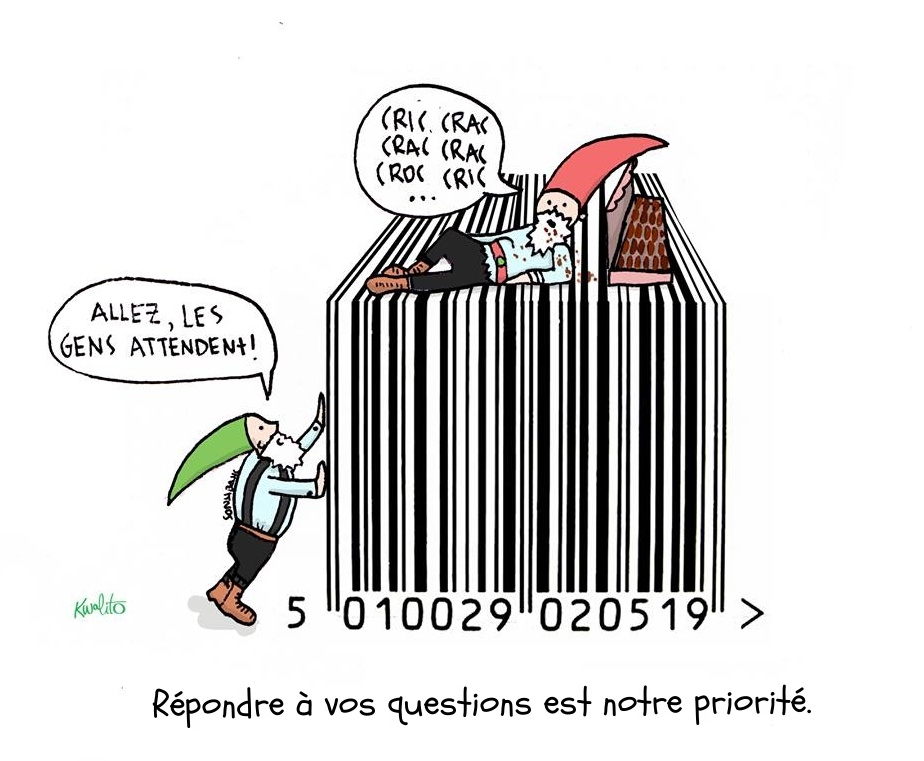 CRIC CRAC
CRAC CRAC
CROC CRIC
...
ALLEZ, LES
GENS ATTENDENT!
Kwalito
5 010029 020519 >
Répondre à vos questions est notre priorité.